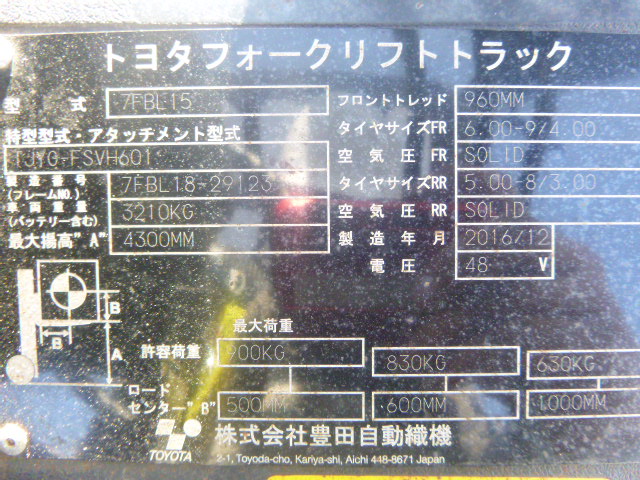 トヨタフォークリフトトラック
型 式 7FBL15
特型型式・アタッチメント型式
TJYG-FSVH601
製造番号 (フレームNO.) 7FBL18-29123
車両重量 (バッテリー含む) 3210KG
最大揚高"A" 4300MM
フロントトレッド 960MM
タイヤサイズFR 6.00-9/4.00
空気圧FR SOLID
タイヤサイズRR 5.00-8/3.00
空気圧RR SOLID
製造年月 2016/12
電圧 48 V
B
B
A
最大荷重
許容荷重 900KG 830KG 630KG
ロードセンター"B" 500MM 600MM 1000MM
TOYOTA
株式会社豊田自動織機
2-1, Toyoda-cho, Kariya-shi, Aichi 448-8671 Japan